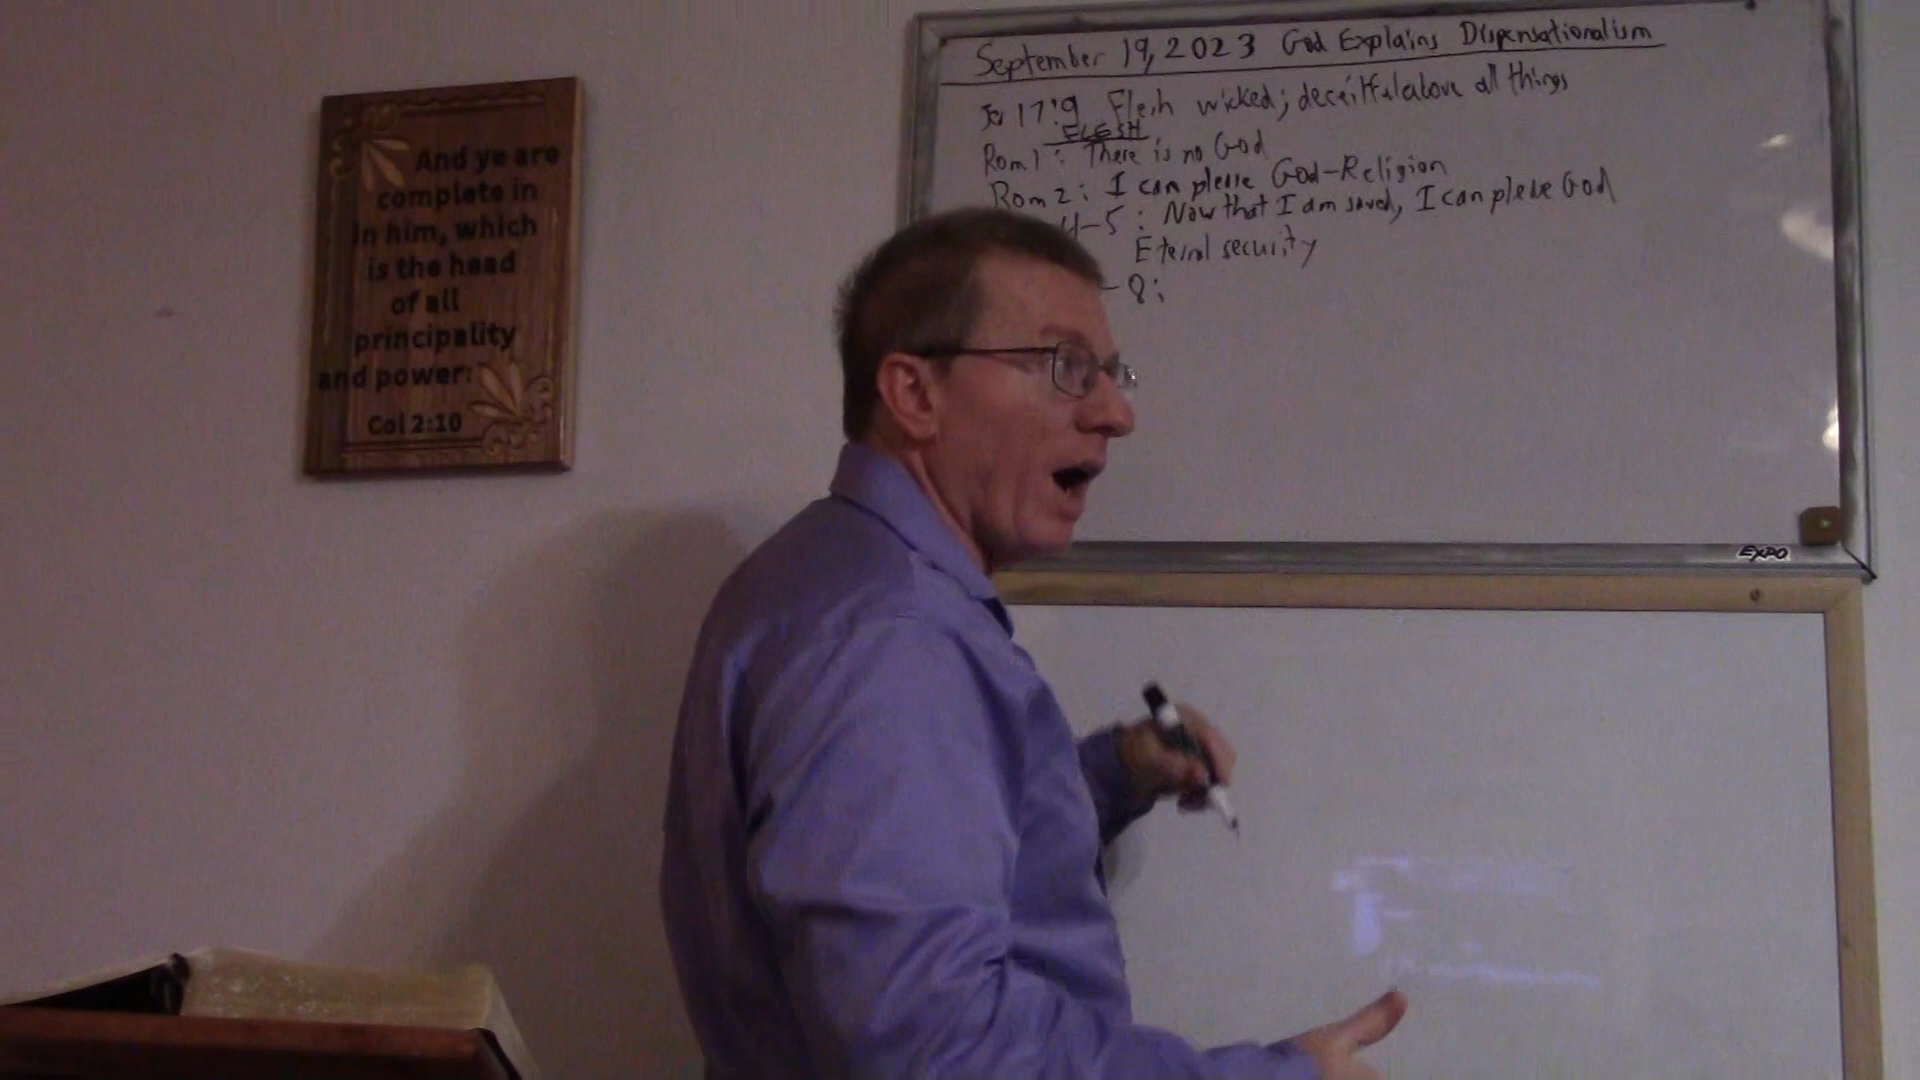 And ye are
complete in
in him, which
is the head
of all
principality
and power:
Col 2:10
September 19, 2023 God Explains Dispensationalism
Jer 17:9 Flesh wicked; deceitful above all things
FLESH
Rom 1: There is no God
Rom 2: I can please God-Religion
4-5: Now that I am saved, I can please God
Eternal security
-8:
EXPO